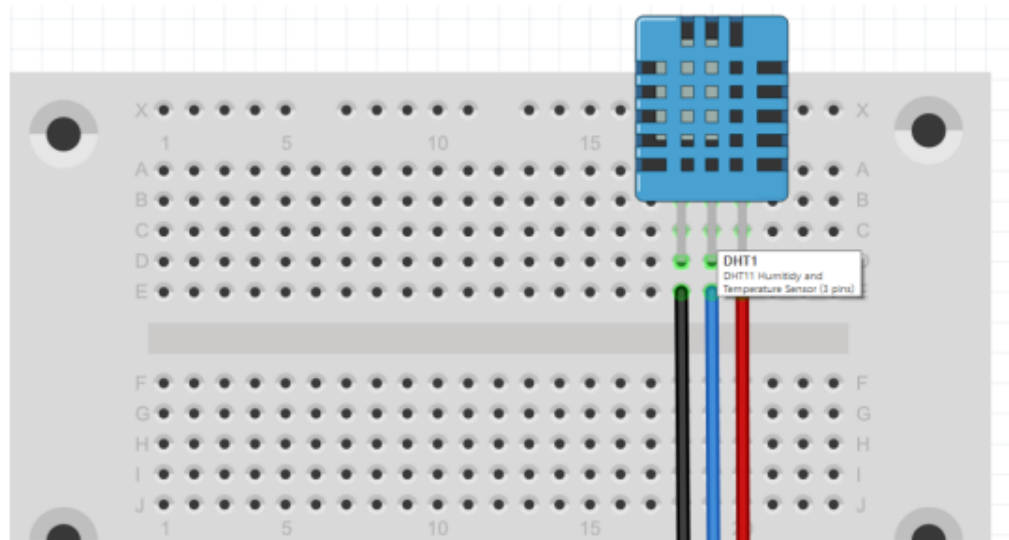 X X
1 5 10 15
A A
B B
C C
D
DHT1
DHT11 Humitidy and
Temperature Sensor (3 pins)
E
F F
G G
H H
I I
J J
1 5 10 15